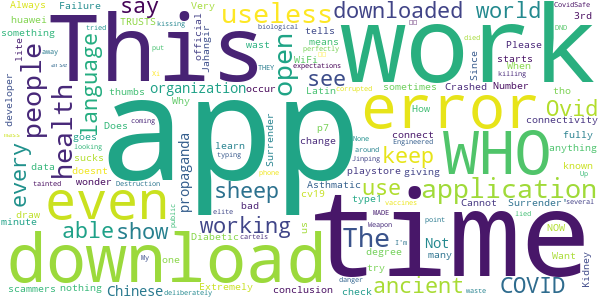 Always
Failure
TRUSTS
Very
say
useless
downloaded
world
CovidSafe
3rd
DND
huawei
something
lite
developer
people
This
kissing
biological
away
tried
put
official
Jahangir
THEY
perfectly
expectations
wast
tells
means
WiFi
open
work
Please
starts
When
killing
died
Crashed
Number
organization
occur
see
Since
tho
language
thumbs
Why
Latin
sometimes
error
Ovid
connectivity
health
Does
goes
sucks
doesnt
wonder
app
propaganda
Surrender
learn
typing
p7
change
playstore
giving
connect
How
Engineered
None
around
Jinping
corrupted
keep
WHO
fully
anything
known
Up
every
data
tainted
Destruction
even
sheep
bad
Asthmatic
cv19
type1
us
use
application
Cannot
Surrender
several
minute
draw
able
show
working
coming
public
elite
phone
time
The
MADE
Weapon
vaccines
I'm
lied
point
Not
many
ancient
NOW
Want
degree
try
scammers
nothing
download
Chinese
one
My
cartels
Diabetic
Extremely
deliberately
conclusion
check
danger
waste
COVID
Kidney